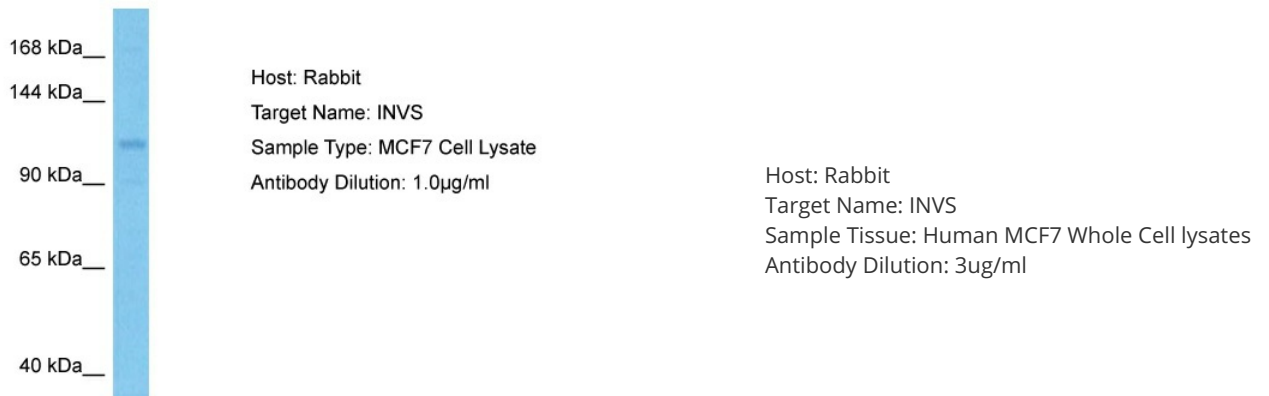 168 kDa__
144 kDa__
90 kDa__
65 kDa__
40 kDa__
Host: Rabbit
Target Name: INVS
Sample Type: MCF7 Cell Lysate
Antibody Dilution: 1.0µg/ml
Host: Rabbit
Target Name: INVS
Sample Tissue: Human MCF7 Whole Cell lysates
Antibody Dilution: 3ug/ml